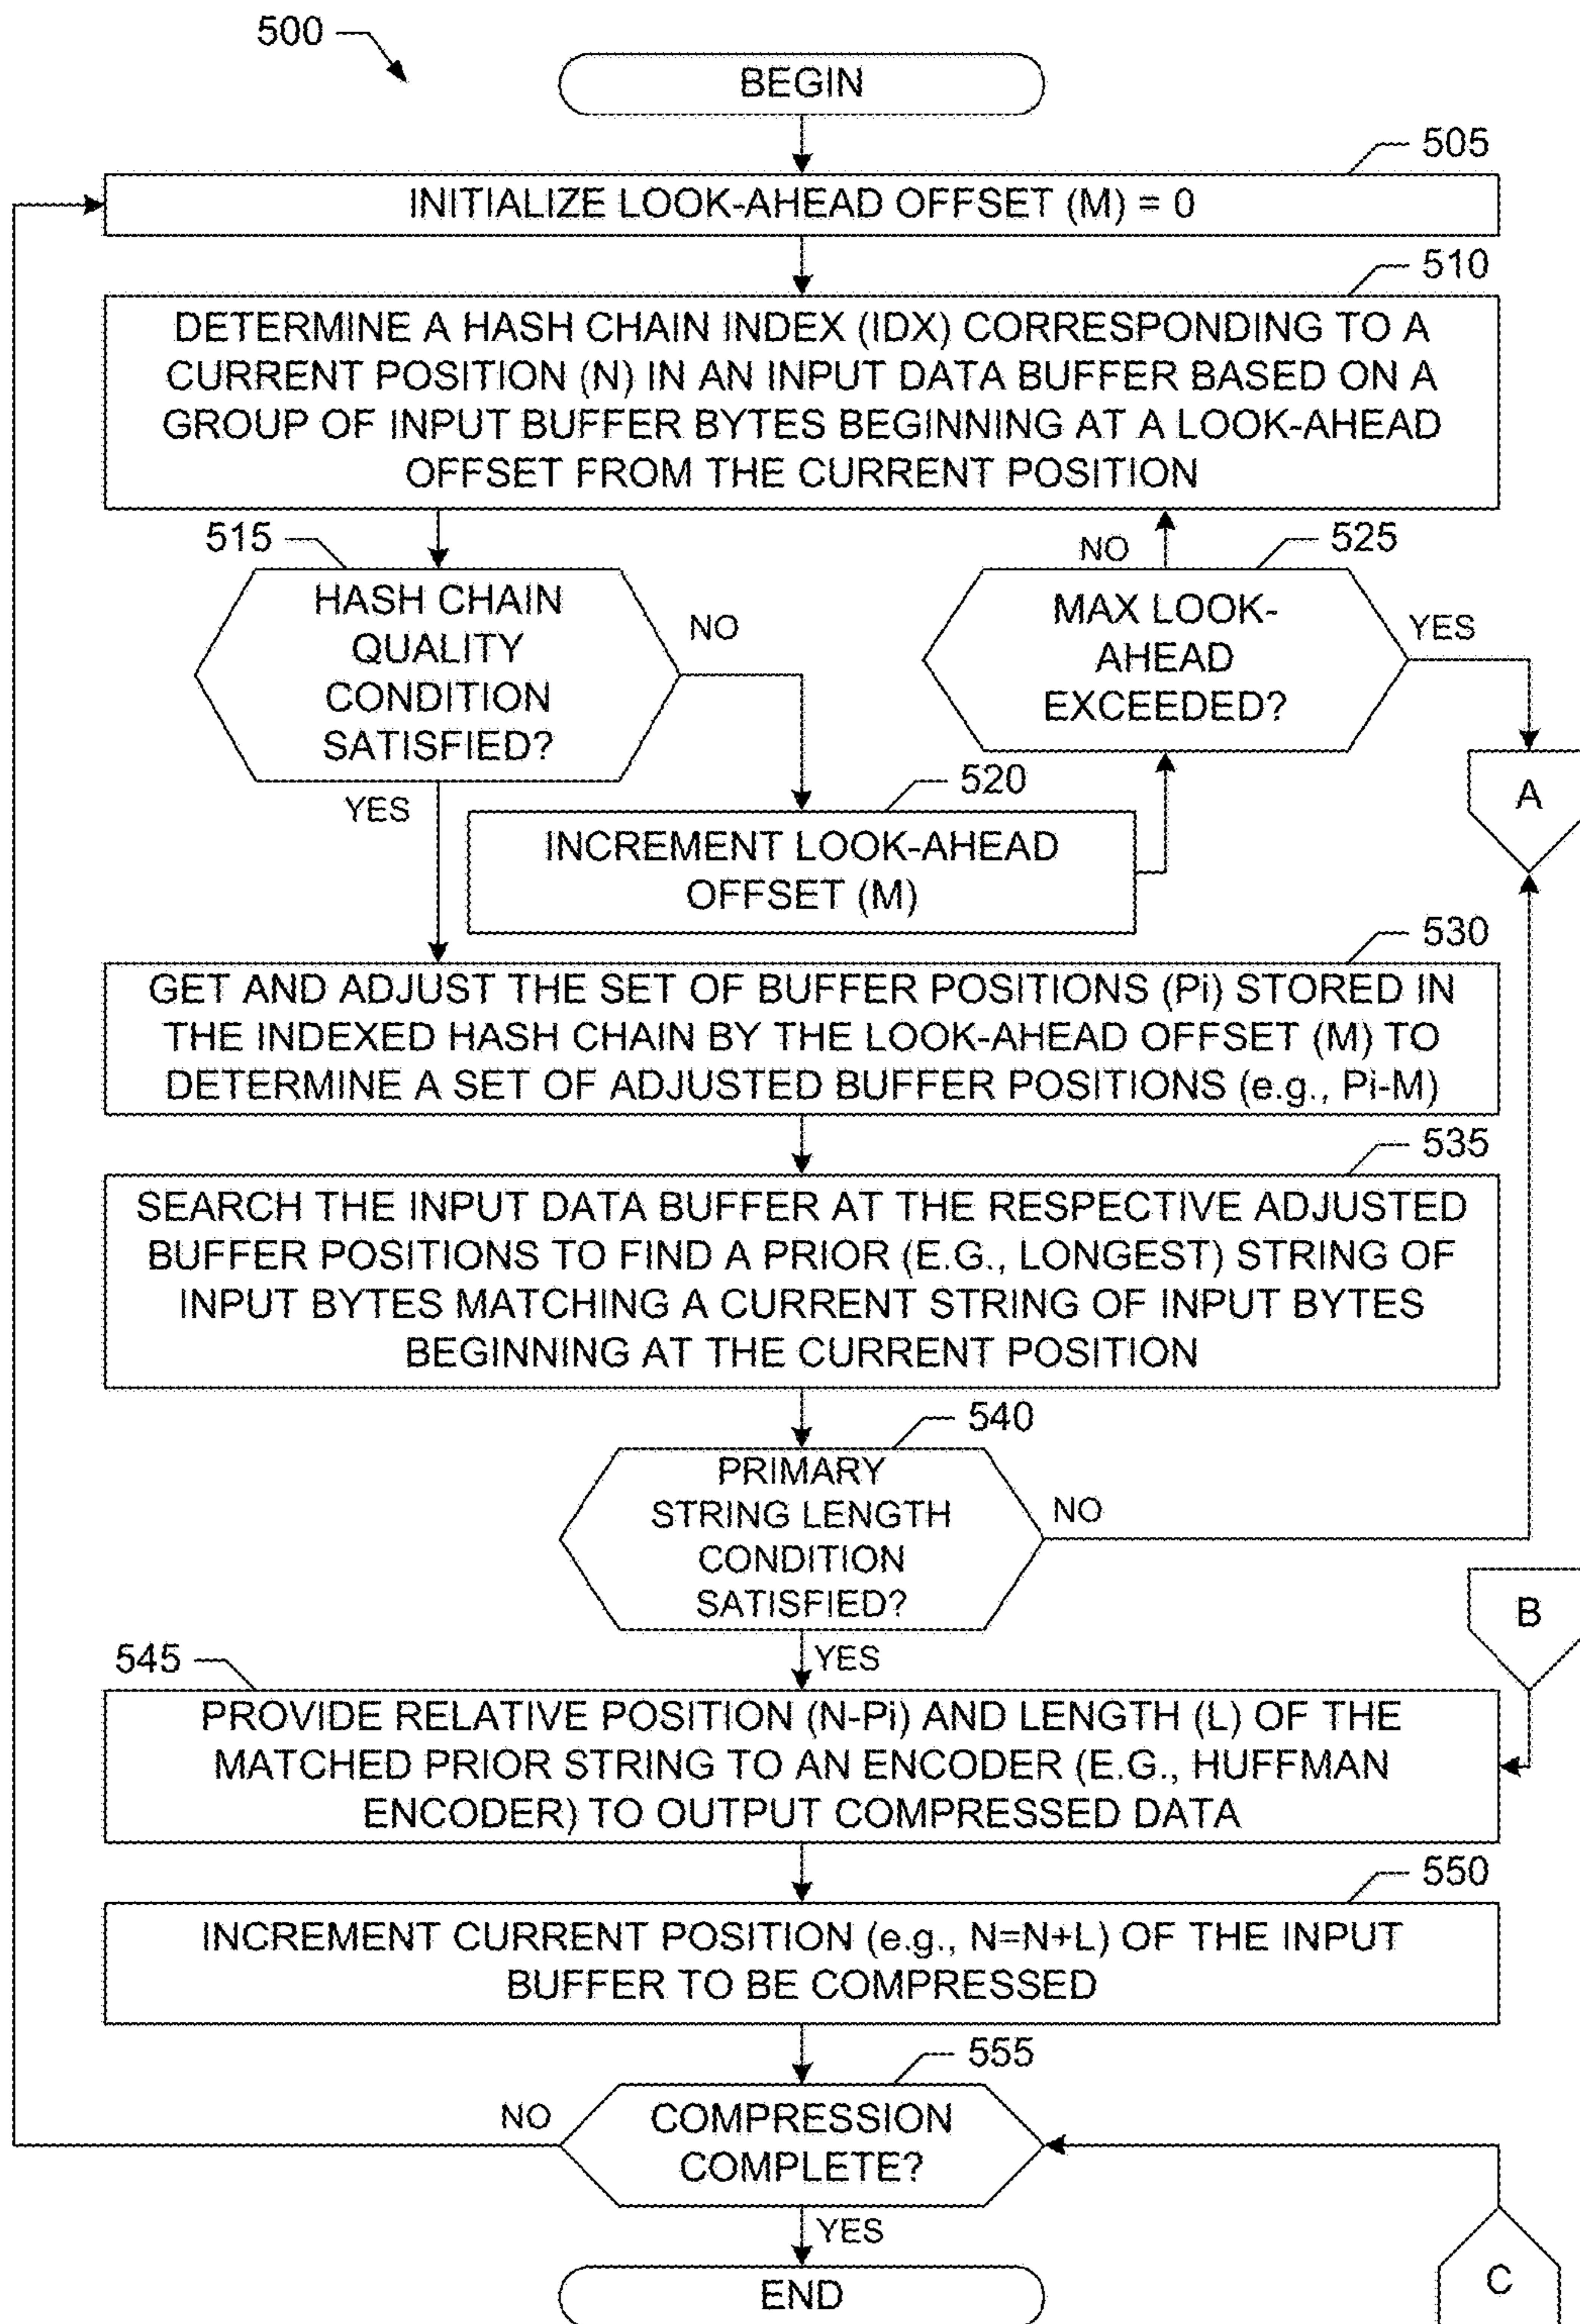 500
BEGIN
505
INITIALIZE LOOK-AHEAD OFFSET (M) = 0
510
DETERMINE A HASH CHAIN INDEX (IDX) CORRESPONDING TO A
CURRENT POSITION (N) IN AN INPUT DATA BUFFER BASED ON A
GROUP OF INPUT BUFFER BYTES BEGINNING AT A LOOK-AHEAD
OFFSET FROM THE CURRENT POSITION
515
HASH CHAIN
QUALITY
CONDITION
SATISFIED?
NO
YES
NO
525
MAX LOOK-
AHEAD
EXCEEDED?
YES
A
520
INCREMENT LOOK-AHEAD
OFFSET (M)
530
GET AND ADJUST THE SET OF BUFFER POSITIONS (Pi) STORED IN
THE INDEXED HASH CHAIN BY THE LOOK-AHEAD OFFSET (M) TO
DETERMINE A SET OF ADJUSTED BUFFER POSITIONS (e.g., Pi-M)
535
SEARCH THE INPUT DATA BUFFER AT THE RESPECTIVE ADJUSTED
BUFFER POSITIONS TO FIND A PRIOR (E.G., LONGEST) STRING OF
INPUT BYTES MATCHING A CURRENT STRING OF INPUT BYTES
BEGINNING AT THE CURRENT POSITION
540
PRIMARY
STRING LENGTH
CONDITION
SATISFIED?
NO
B
YES
545
PROVIDE RELATIVE POSITION (N-Pi) AND LENGTH (L) OF THE
MATCHED PRIOR STRING TO AN ENCODER (E.G., HUFFMAN
ENCODER) TO OUTPUT COMPRESSED DATA
550
INCREMENT CURRENT POSITION (e.g., N=N+L) OF THE INPUT
BUFFER TO BE COMPRESSED
555
NO
COMPRESSION
COMPLETE?
YES
END
C